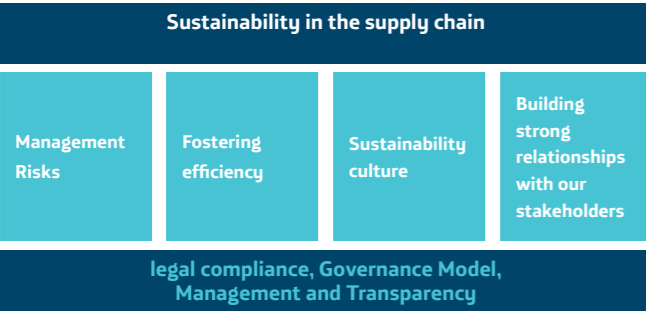 Sustainability in the supply chain
Management
Risks
Fostering
efficiency
Sustainability
culture
Building
strong
relationships
with our
stakeholders
legal compliance, Governance Model,
Management and Transparency